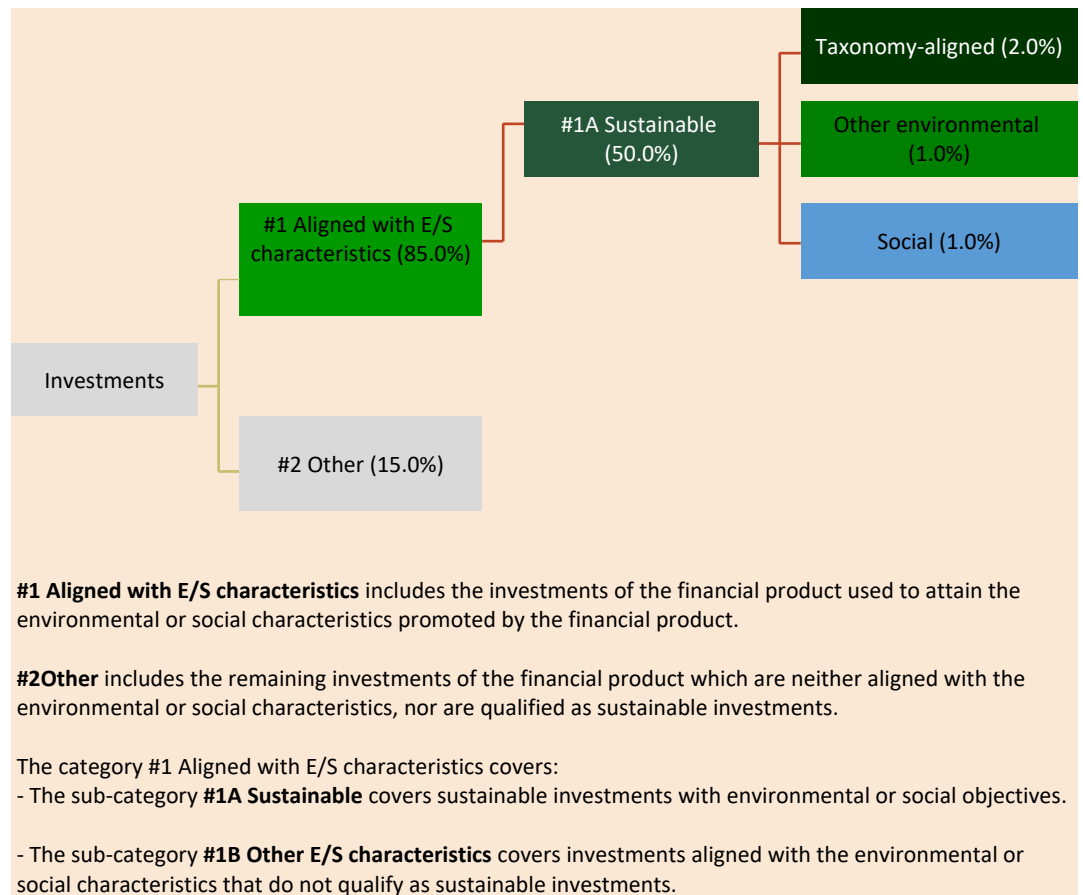 Taxonomy-aligned (2.0%)
#1A Sustainable
(50.0%)
Other environmental
(1.0%)
#1 Aligned with E/S
characteristics (85.0%)
Social (1.0%)
Investments
#2 Other (15.0%)
#1 Aligned with E/S characteristics includes the investments of the financial product used to attain the
environmental or social characteristics promoted by the financial product.
#2Other includes the remaining investments of the financial product which are neither aligned with the
environmental or social characteristics, nor are qualified as sustainable investments.
The category #1 Aligned with E/S characteristics covers:
- The sub-category #1A Sustainable covers sustainable investments with environmental or social objectives.
- The sub-category #1B Other E/S characteristics covers investments aligned with the environmental or
social characteristics that do not qualify as sustainable investments.